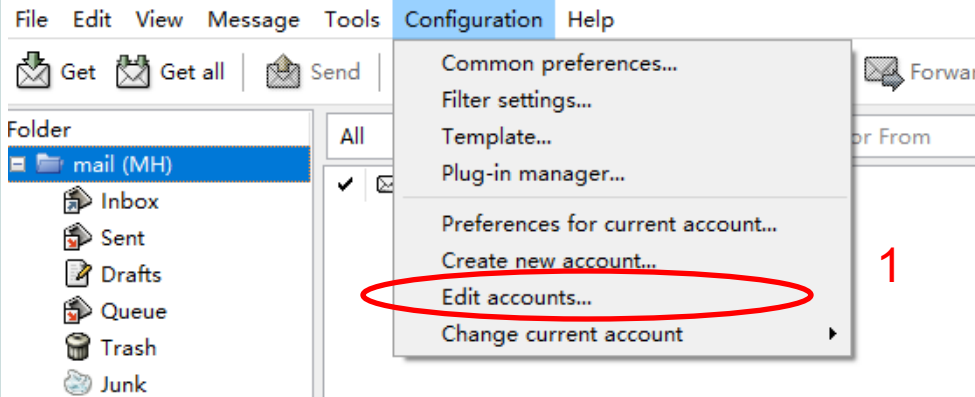 File Edit View Message Tools Configuration Help
Get Get all Send Forwar
Common preferences...
Filter settings...
Template...
Plug-in manager...
Preferences for current account...
Create new account...
Edit accounts...
Change current account
1
Folder
mail (MH)
Inbox
Sent
Drafts
Queue
Trash
Junk
All
or From